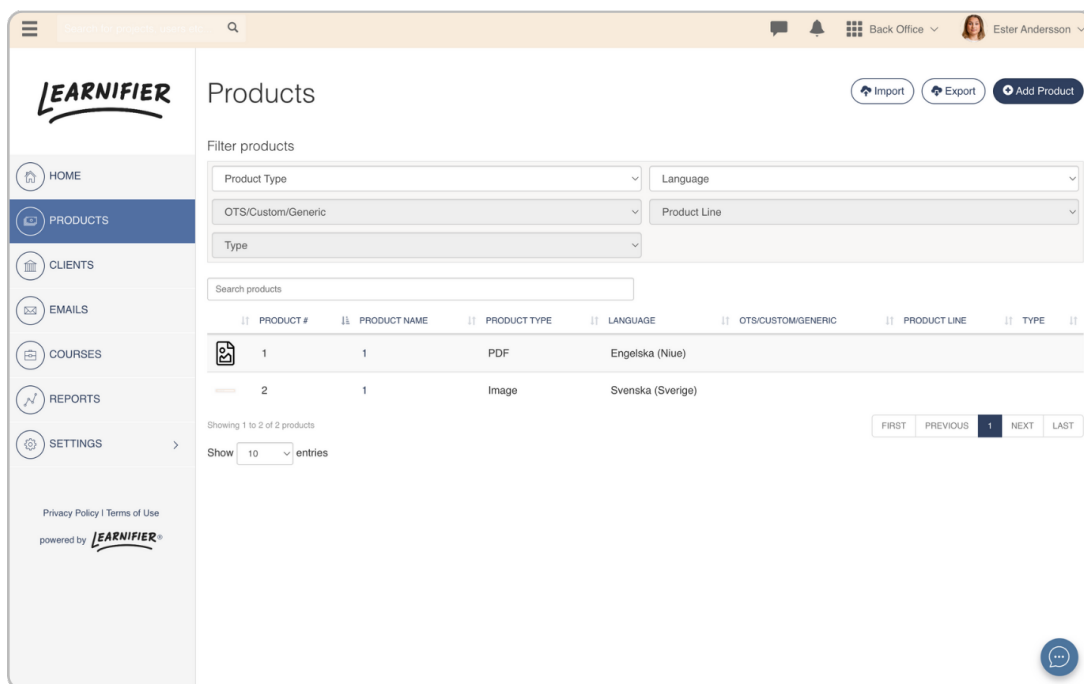 Back Office
Ester Andersson
LEARNIFIER
Products
Import
Export
Add Product
Filter products
Product Type
Language
OTS/Custom/Generic
Product Line
Type
HOME
PRODUCTS
CLIENTS
EMAILS
COURSES
REPORTS
SETTINGS
Privacy Policy I Terms of Use
powered by LEARNIFIER®
Search products
PRODUCT # PRODUCT NAME PRODUCT TYPE LANGUAGE OTS/CUSTOM/GENERIC PRODUCT LINE TYPE
1 1 PDF Engelska (Niue)
2 1 Image Svenska (Sverige)
Showing 1 to 2 of 2 products
FIRST PREVIOUS 1 NEXT LAST
Show 10 entries